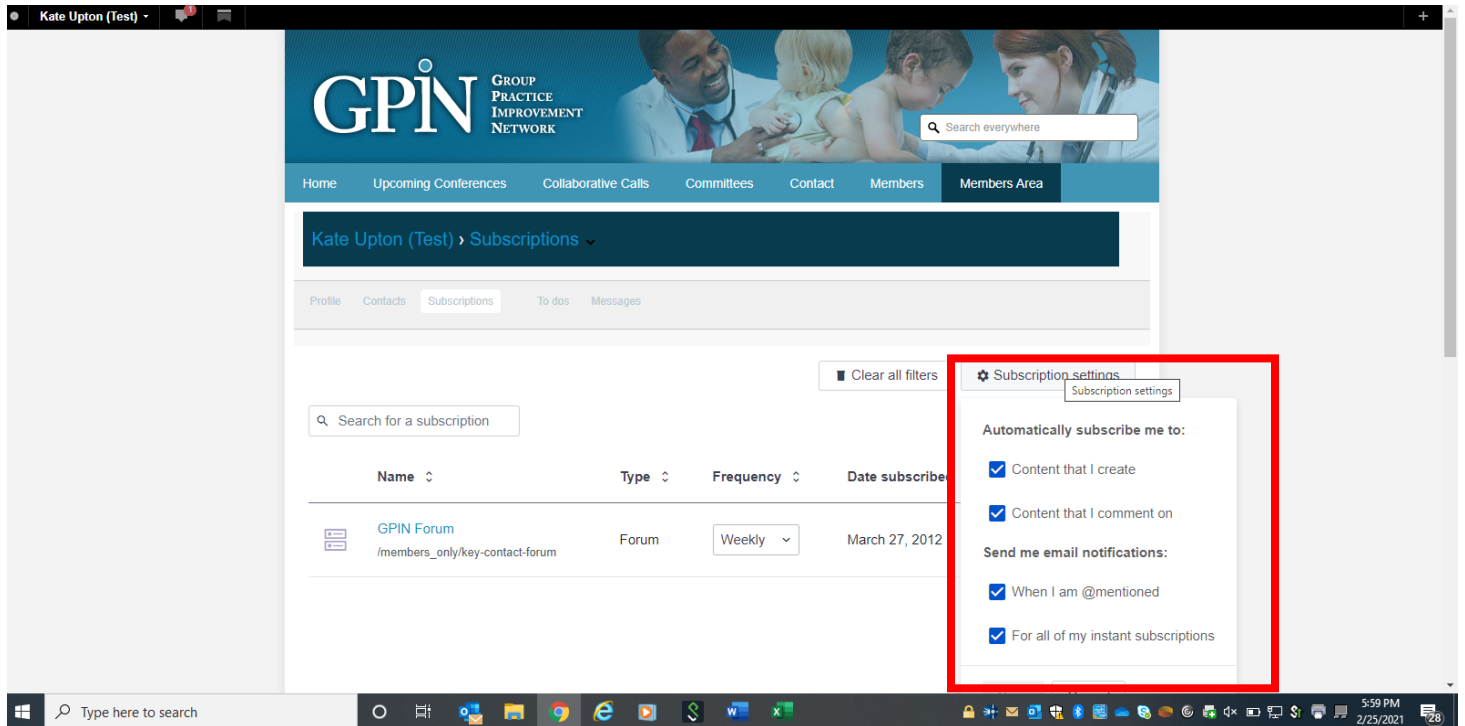 Kate Upton (Test)
1
+
GPIN
GROUP
PRACTICE
IMPROVEMENT
NETWORK
Search everywhere
Home Upcoming Conferences Collaborative Calls Committees Contact Members Members Area
Kate Upton (Test) › Subscriptions
Profile Contacts Subscriptions To dos Messages
Clear all filters Subscription settings
Subscription settings
Search for a subscription
Automatically subscribe me to:
Content that I create
Name Type Frequency Date subscribed
Content that I comment on
GPIN Forum
/members_only/key-contact-forum
Forum Weekly March 27, 2012
Send me email notifications:
When I am @mentioned
For all of my instant subscriptions
Type here to search
5:59 PM
2/25/2021
28